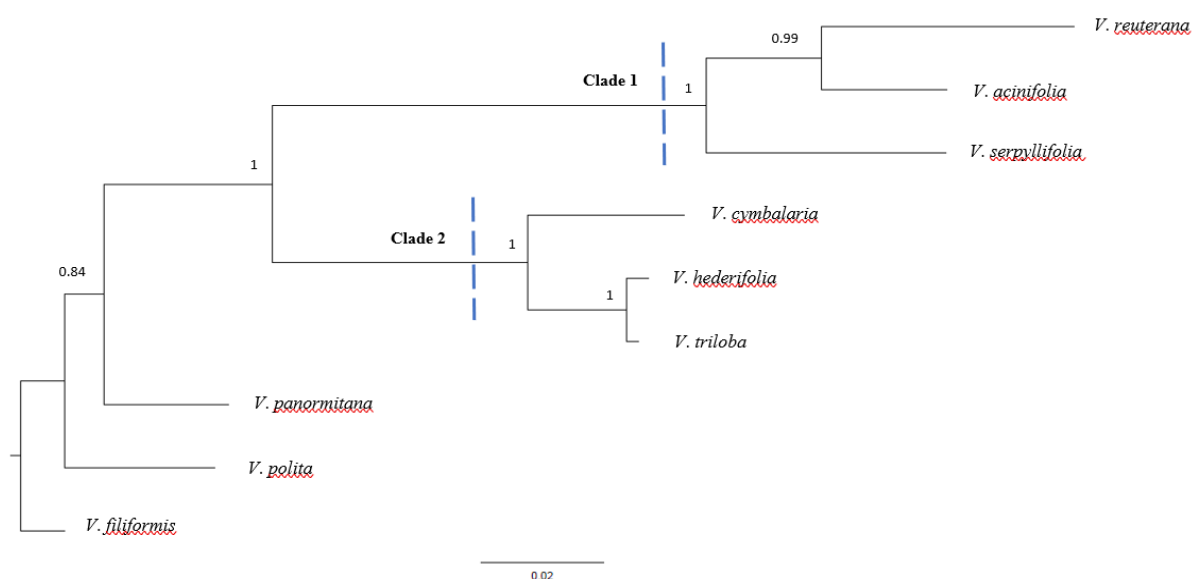 V. reuterana
0.99
Clade 1
1
V. acinifolia
V. serpyllifolia
1
V. cymbalaria
Clade 2
1
0.84
V. hederifolia
1
V. triloba
V. panormitana
V. polita
V. filiformis
0.02